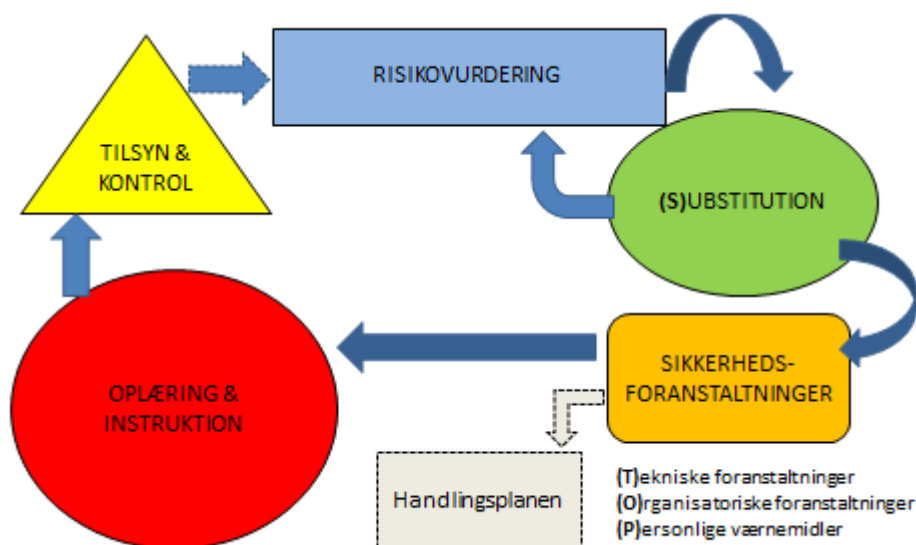 RISIKOVURDERING
TILSYN &
KONTROL
(S)UBSTITUTION
SIKKERHEDS-
FORANSTALTNINGER
OPLÆRING &
INSTRUKTION
Handlingsplanen
(T)ekniske foranstaltninger
(O)rganisatoriske foranstaltninger
(P)ersonlige værnemidler